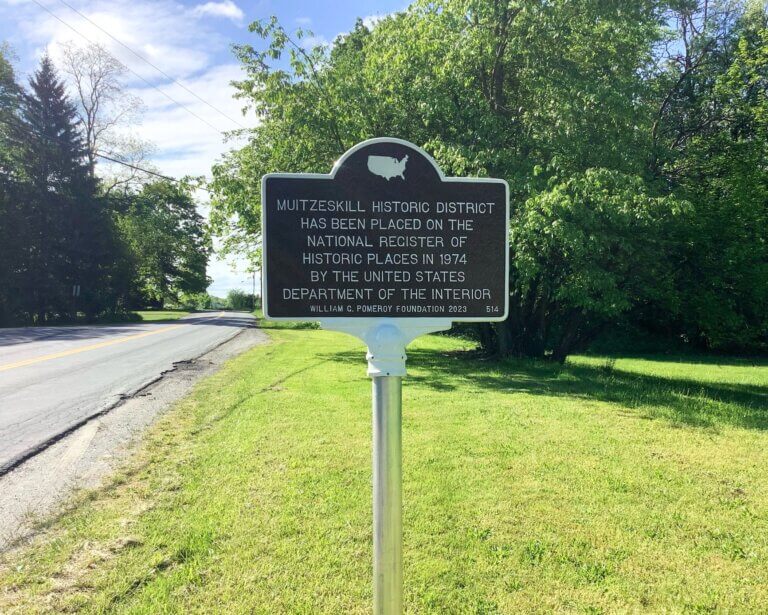 MUITZESKILL HISTORIC DISTRICT
HAS BEEN PLACED ON THE
NATIONAL REGISTER OF
HISTORIC PLACES IN 1974
BY THE UNITED STATES
DEPARTMENT OF THE INTERIOR
WILLIAM G. POMEROY FOUNDATION 2023 514